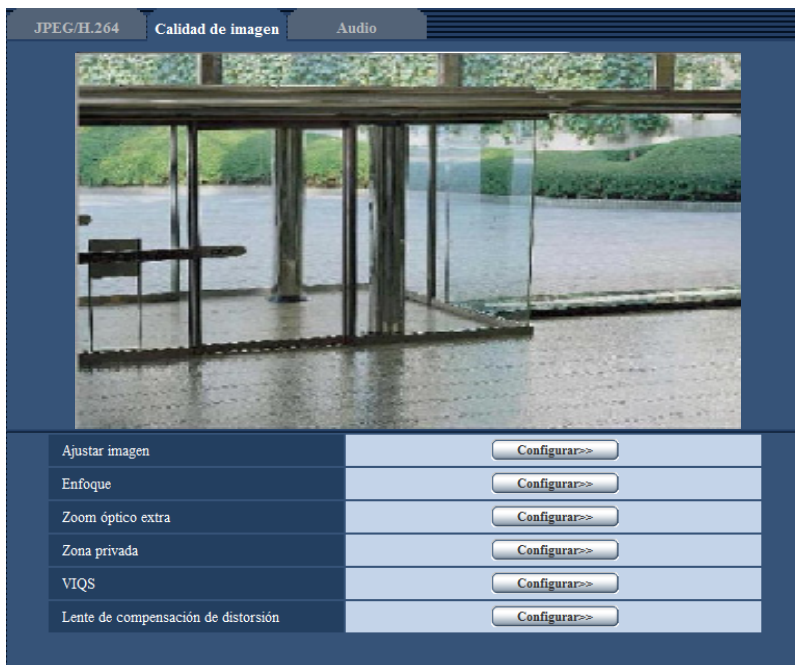 JPEG/H.264 Calidad de imagen Audio
Ajustar imagen Configurar>>
Enfoque Configurar>>
Zoom óptico extra Configurar>>
Zona privada Configurar>>
VIQS Configurar>>
Lente de compensación de distorsión Configurar>>